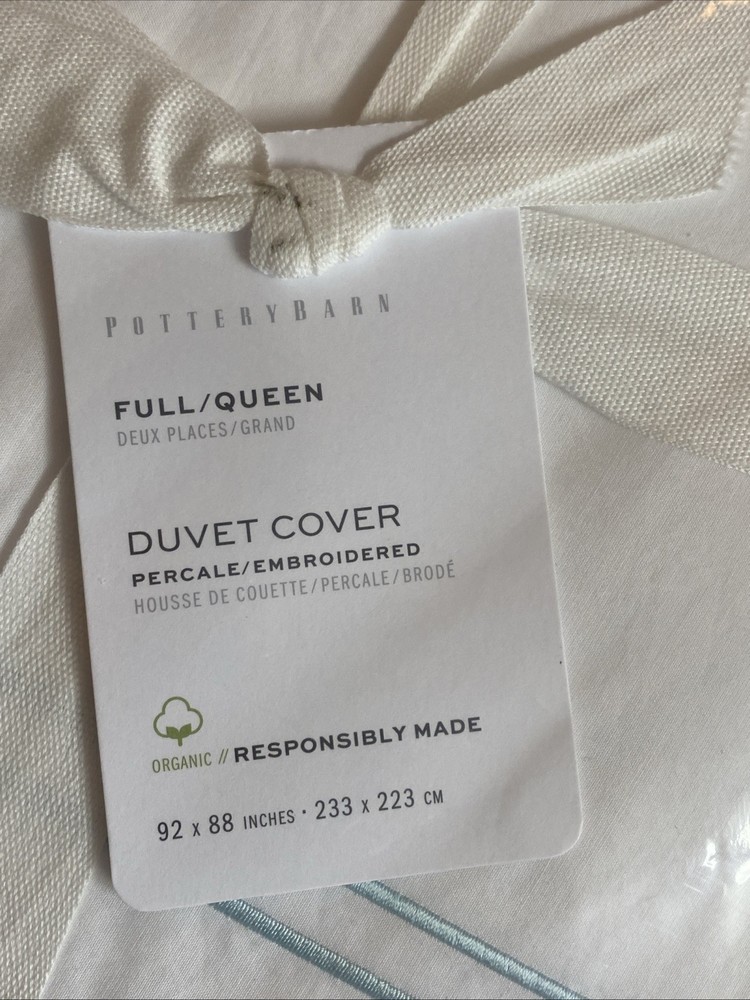 POTTERYBARN
FULL/QUEEN
DEUX PLACES/GRAND
DUVET COVER
PERCALE/EMBROIDERED
HOUSSE DE COUETTE/PERCALE/BRODÉ
ORGANIC // RESPONSIBLY MADE
92 x 88 INCHES · 233 x 223 CM